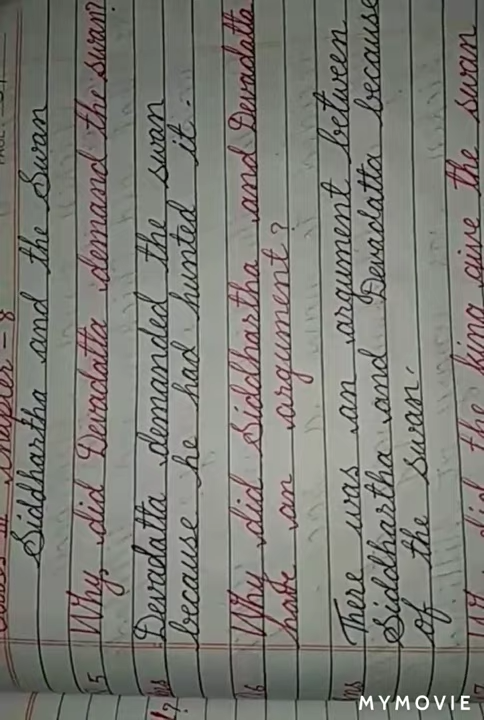 Chapter - 8
Siddhartha and the Swan
Q5 Why did Devadatta demand the swan?
Ans Devadatta demanded the swan
because he had hunted it.
Q6 Why did Siddhartha and Devadatta
have an argument?
Ans There was an argument between
Siddhartha and Devadatta because
of the swan.
did the king give the swan
MYMOVIE